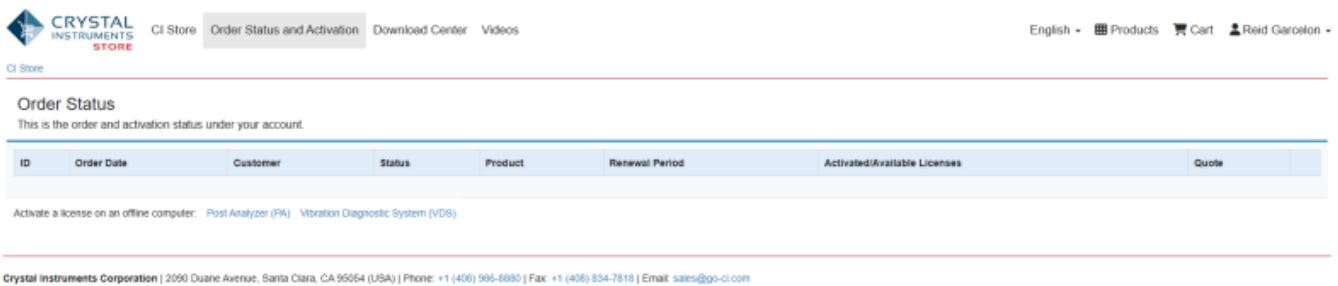 CRYSTAL INSTRUMENTS STORE CI Store Order Status and Activation Download Center Videos English Products Cart Reid Garcelon
CI Store
Order Status
This is the order and activation status under your account.
ID Order Date Customer Status Product Renewal Period Activated/Available Licenses Quote
Activate a license on an offline computer: Post Analyzer (PA) Vibration Diagnostic System (VDS)
Crystal Instruments Corporation | 2090 Duane Avenue, Santa Clara, CA 95054 (USA) | Phone: +1 (408) 986-8880 | Fax: +1 (408) 834-7818 | Email: sales@go-ci.com